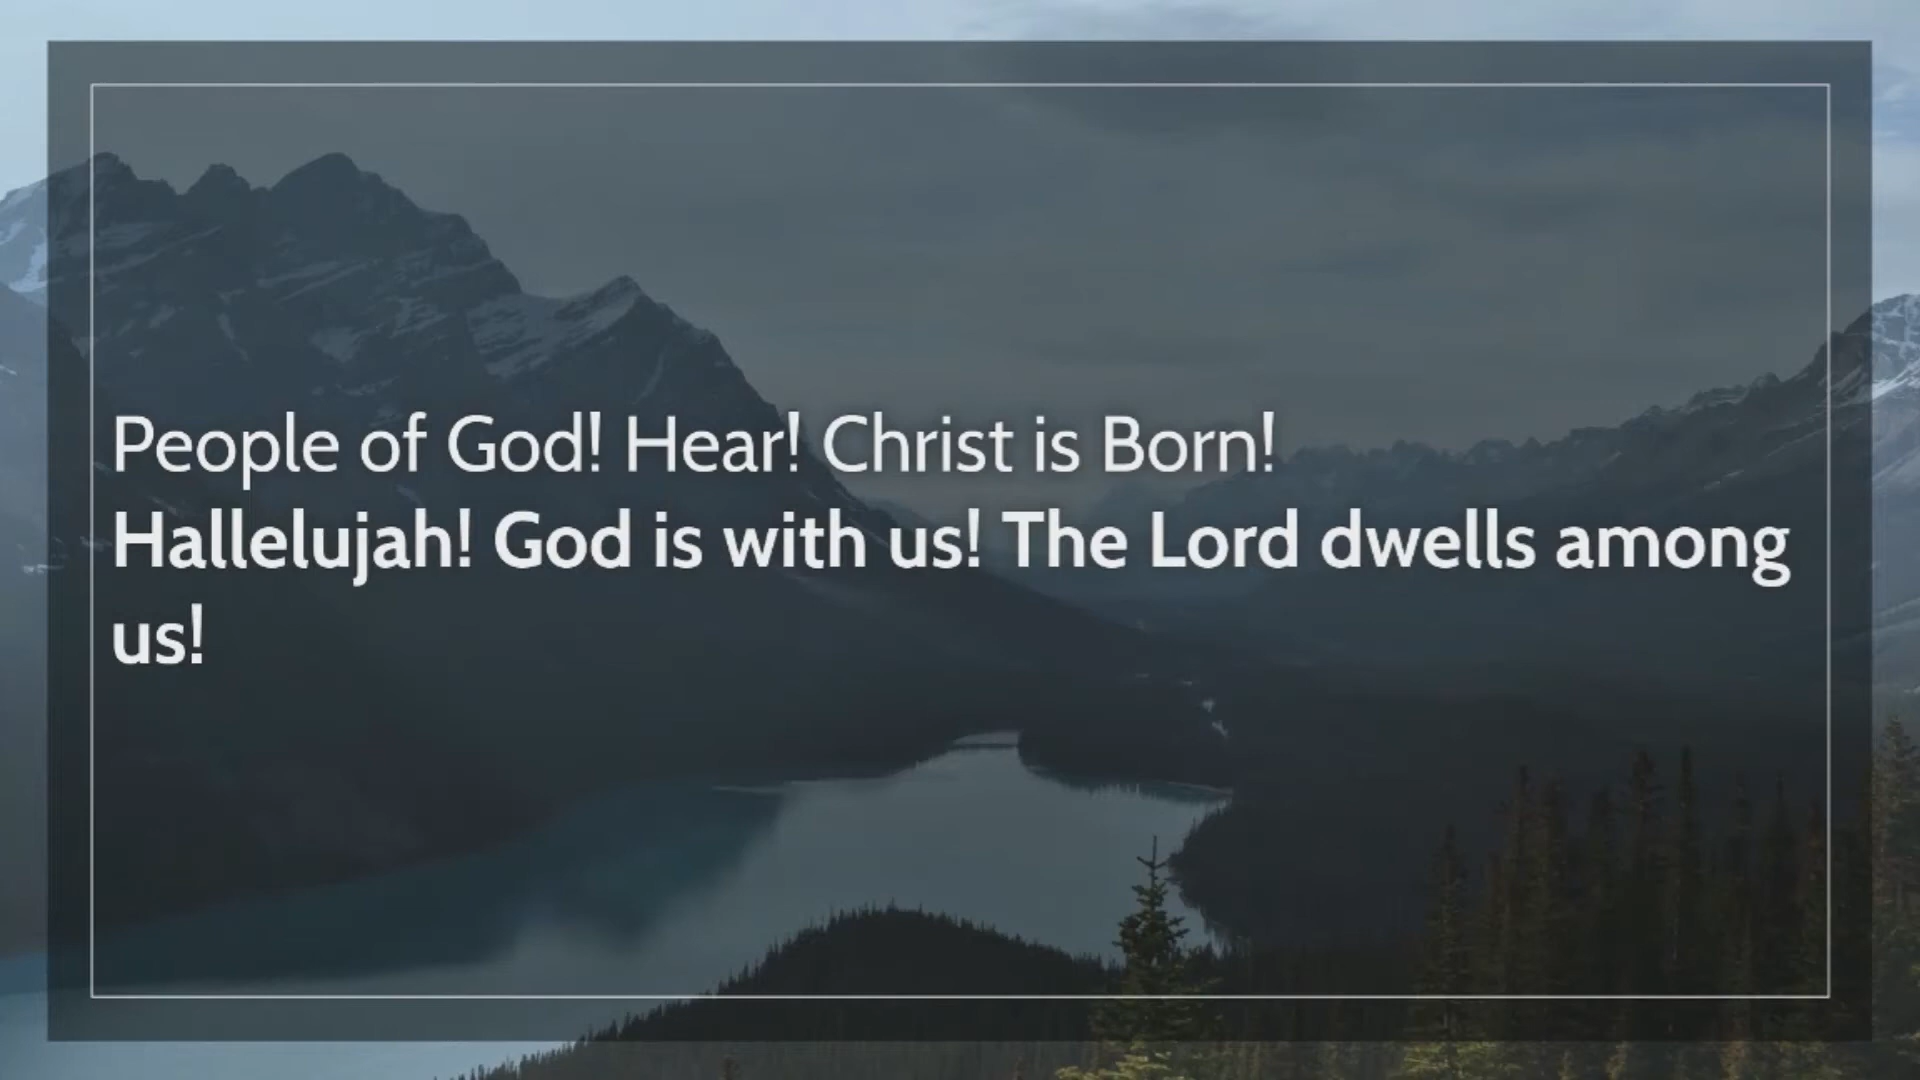 People of God! Hear! Christ is Born!
Hallelujah! God is with us! The Lord dwells among
us!